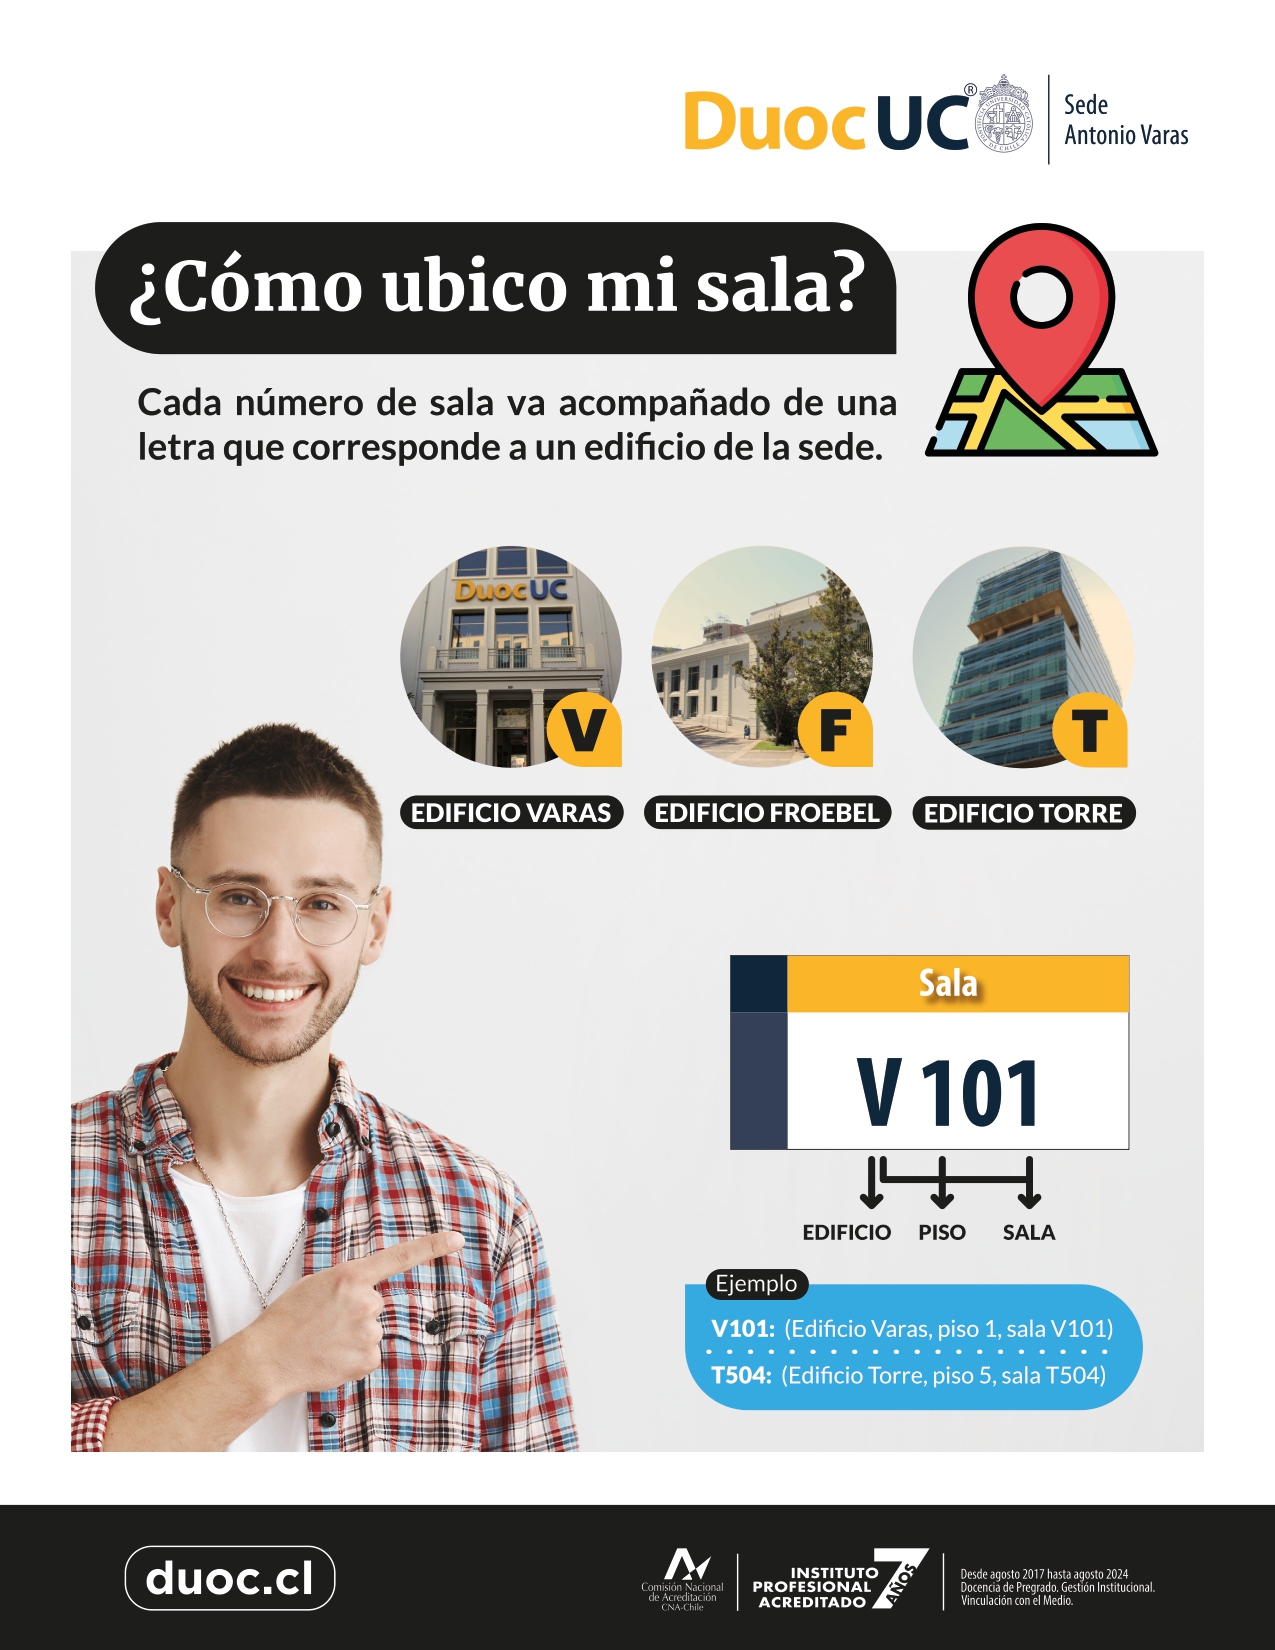 DuocUC®
Sede
Antonio Varas
¿Cómo ubico mi sala?
Cada número de sala va acompañado de una
letra que corresponde a un edificio de la sede.
DuocUC
V
F
T
EDIFICIO VARAS
EDIFICIO FROEBEL
EDIFICIO TORRE
Sala
V 101
EDIFICIO PISO SALA
Ejemplo
V101: (Edificio Varas, piso 1, sala V101)
T504: (Edificio Torre, piso 5, sala T504)
duoc.cl
Comisión Nacional
de Acreditación
CNA-Chile
INSTITUTO
PROFESIONAL
ACREDITADO
7 AÑOS
Desde agosto 2017 hasta agosto 2024
Docencia de Pregrado. Gestión Institucional.
Vinculación con el Medio.